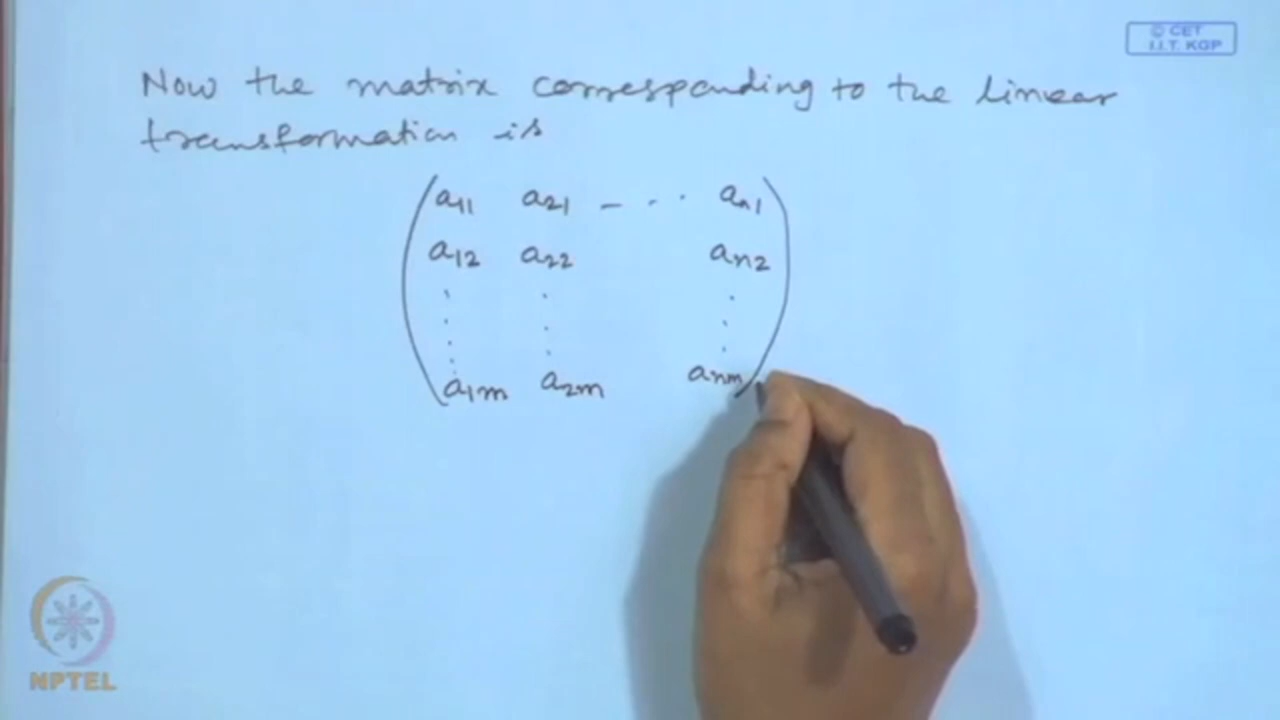 © CET
I.I.T. KGP
Now the matrix corresponding to the linear
transformation is
a11 a21 - . . . an1
a12 a22 an2
. . .
. . .
. . .
a1m a2m anm
NPTEL